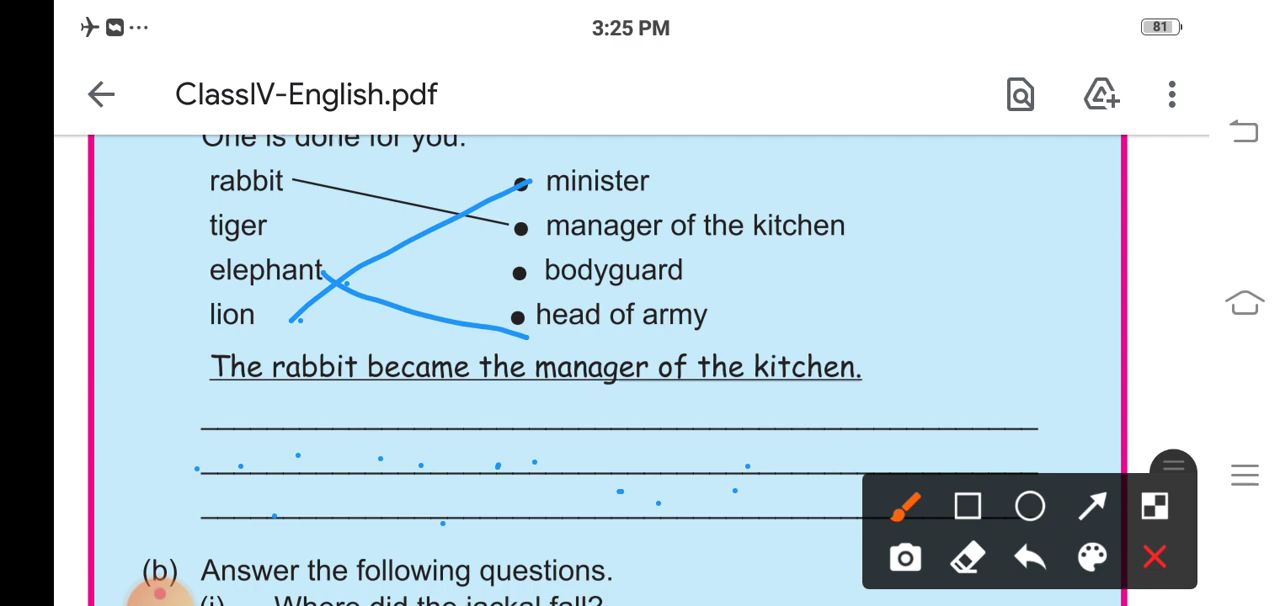 3:25 PM
81
ClassIV-English.pdf
One is done for you.
rabbit minister
tiger manager of the kitchen
elephant bodyguard
lion head of army
The rabbit became the manager of the kitchen.
(b) Answer the following questions.
(i) Where did the jackal fall?